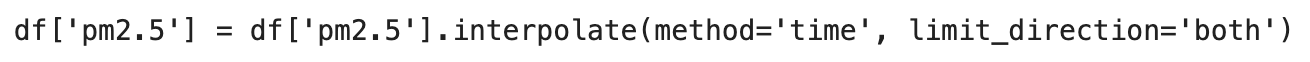 df['pm2.5'] = df['pm2.5'].interpolate(method='time', limit_direction='both')